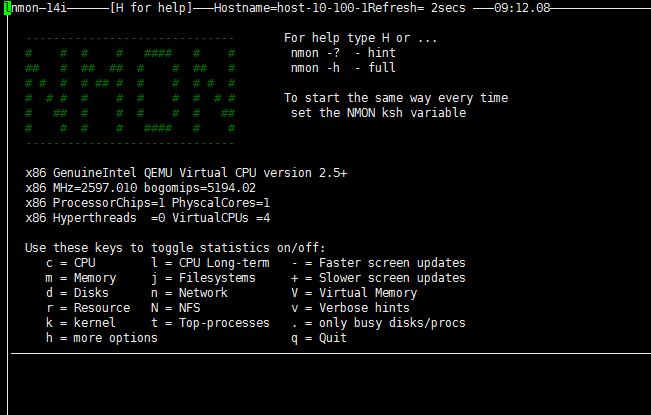 nmon—14i——————[H for help]———Hostname=host-10-100-1Refresh= 2secs ———09:12.08
------------------------------
For help type H or ...
#    #  #    #   ####   #    #
nmon -?  - hint
##   #  ##  ##  #    #  ##   #
nmon -h  - full
# #  #  # ## #  #    #  # #  #
#  # #  #    #  #    #  #  # #
To start the same way every time
#   ##  #    #  #    #  #   ##
set the NMON ksh variable
#    #  #    #   ####   #    #
------------------------------
x86 GenuineIntel QEMU Virtual CPU version 2.5+
x86 MHz=2597.010 bogomips=5194.02
x86 ProcessorChips=1 PhyscalCores=1
x86 Hyperthreads  =0 VirtualCPUs =4
Use these keys to toggle statistics on/off:
c = CPU        l = CPU Long-term   - = Faster screen updates
m = Memory     j = Filesystems     + = Slower screen updates
d = Disks      n = Network         V = Virtual Memory
r = Resource   N = NFS             v = Verbose hints
k = kernel     t = Top-processes   . = only busy disks/procs
h = more options                   q = Quit